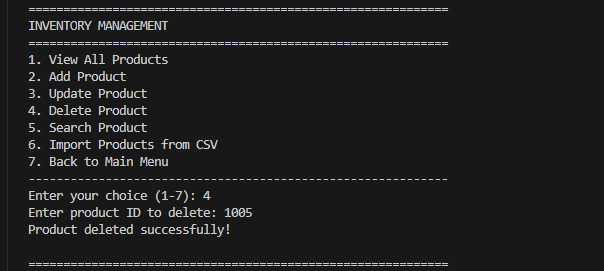 ============================================================
INVENTORY MANAGEMENT
============================================================
1. View All Products
2. Add Product
3. Update Product
4. Delete Product
5. Search Product
6. Import Products from CSV
7. Back to Main Menu
------------------------------------------------------------
Enter your choice (1-7): 4
Enter product ID to delete: 1005
Product deleted successfully!
============================================================